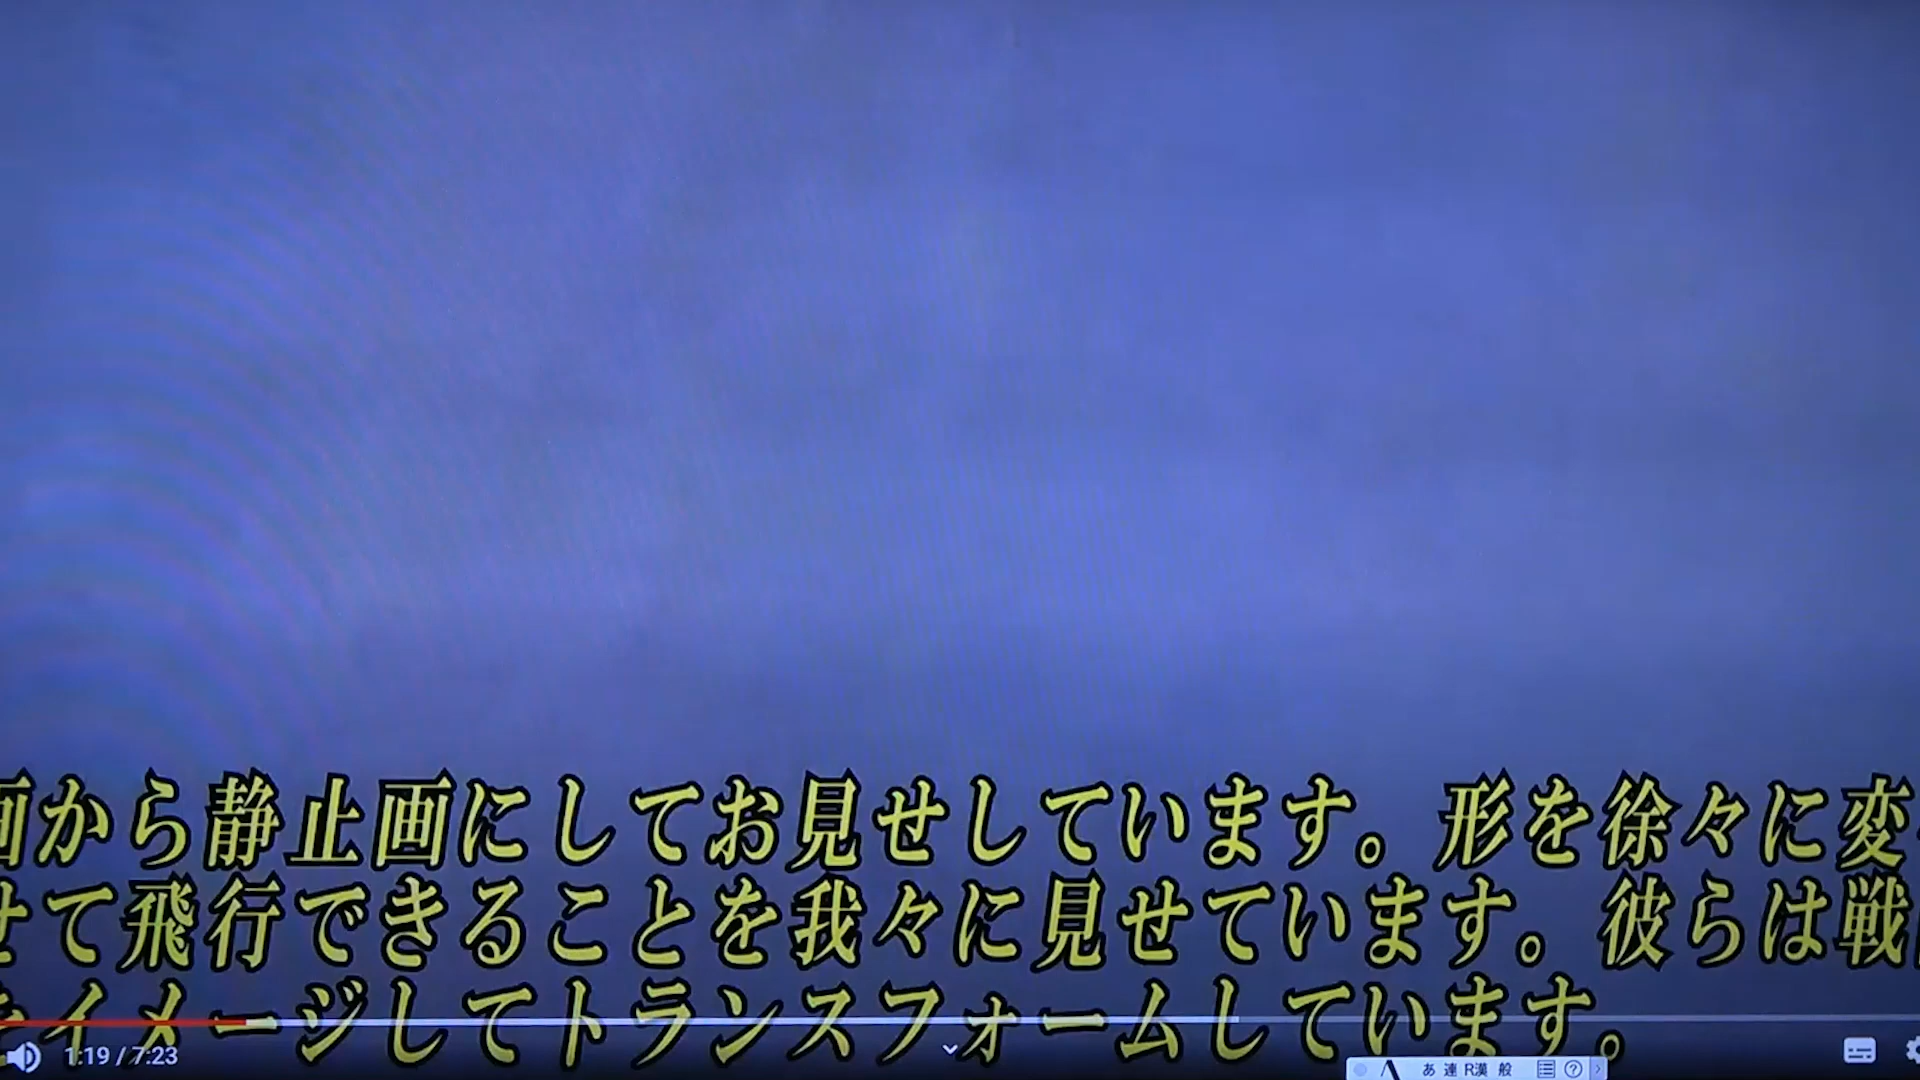 画から静止画にしてお見せしています。形を徐々に変
せて飛行できることを我々に見せています。彼らは戦
をイメージしてトランスフォームしています。
1:19 / 7:23
あ 連 R漢 般